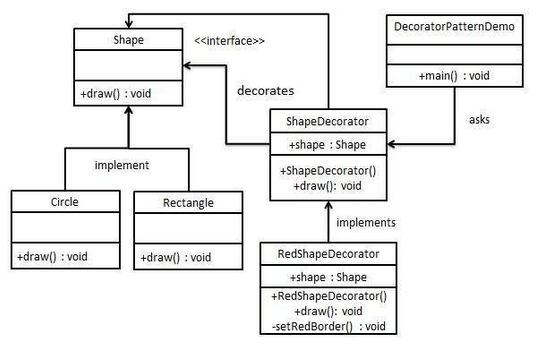 Shape
<<interface>>
+draw() : void
DecoratorPatternDemo
+main() : void
decorates
asks
ShapeDecorator
+shape : Shape
+ShapeDecorator()
+draw(): void
implement
Circle
+draw() : void
Rectangle
+draw() : void
implements
RedShapeDecorator
+shape : Shape
+RedShapeDecorator()
+draw(): void
-setRedBorder() : void